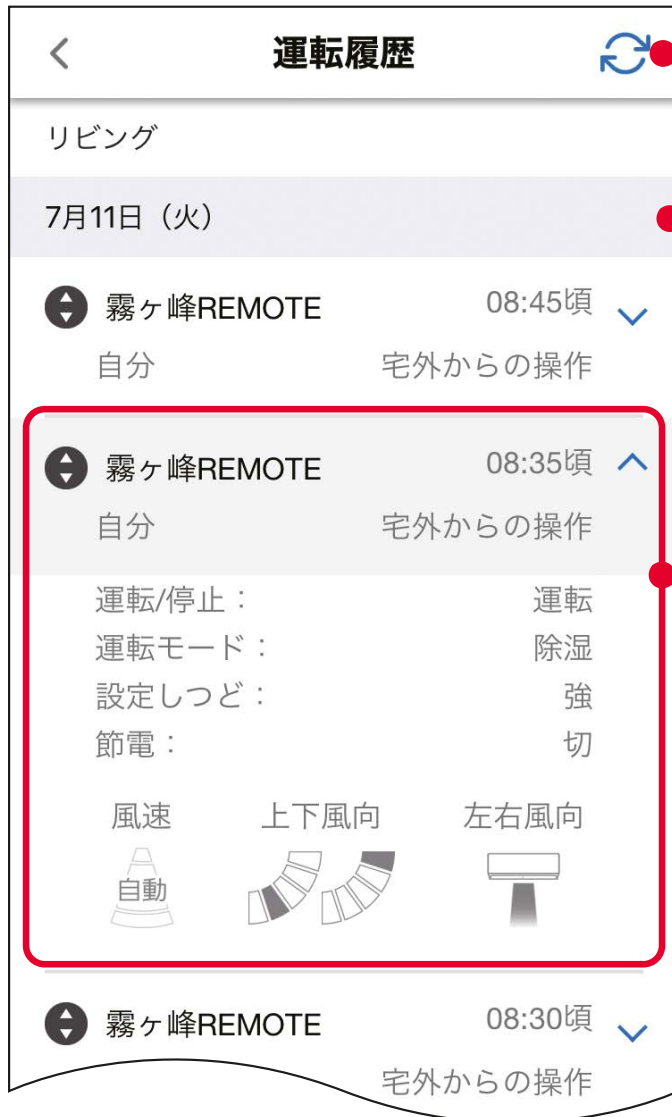 運転履歴
リビング
7月11日（火）
霧ヶ峰REMOTE 08:45頃
自分 宅外からの操作
霧ヶ峰REMOTE 08:35頃
自分 宅外からの操作
運転/停止： 運転
運転モード： 除湿
設定しつど： 強
節電： 切
風速 上下風向 左右風向
自動
霧ヶ峰REMOTE 08:30頃
宅外からの操作